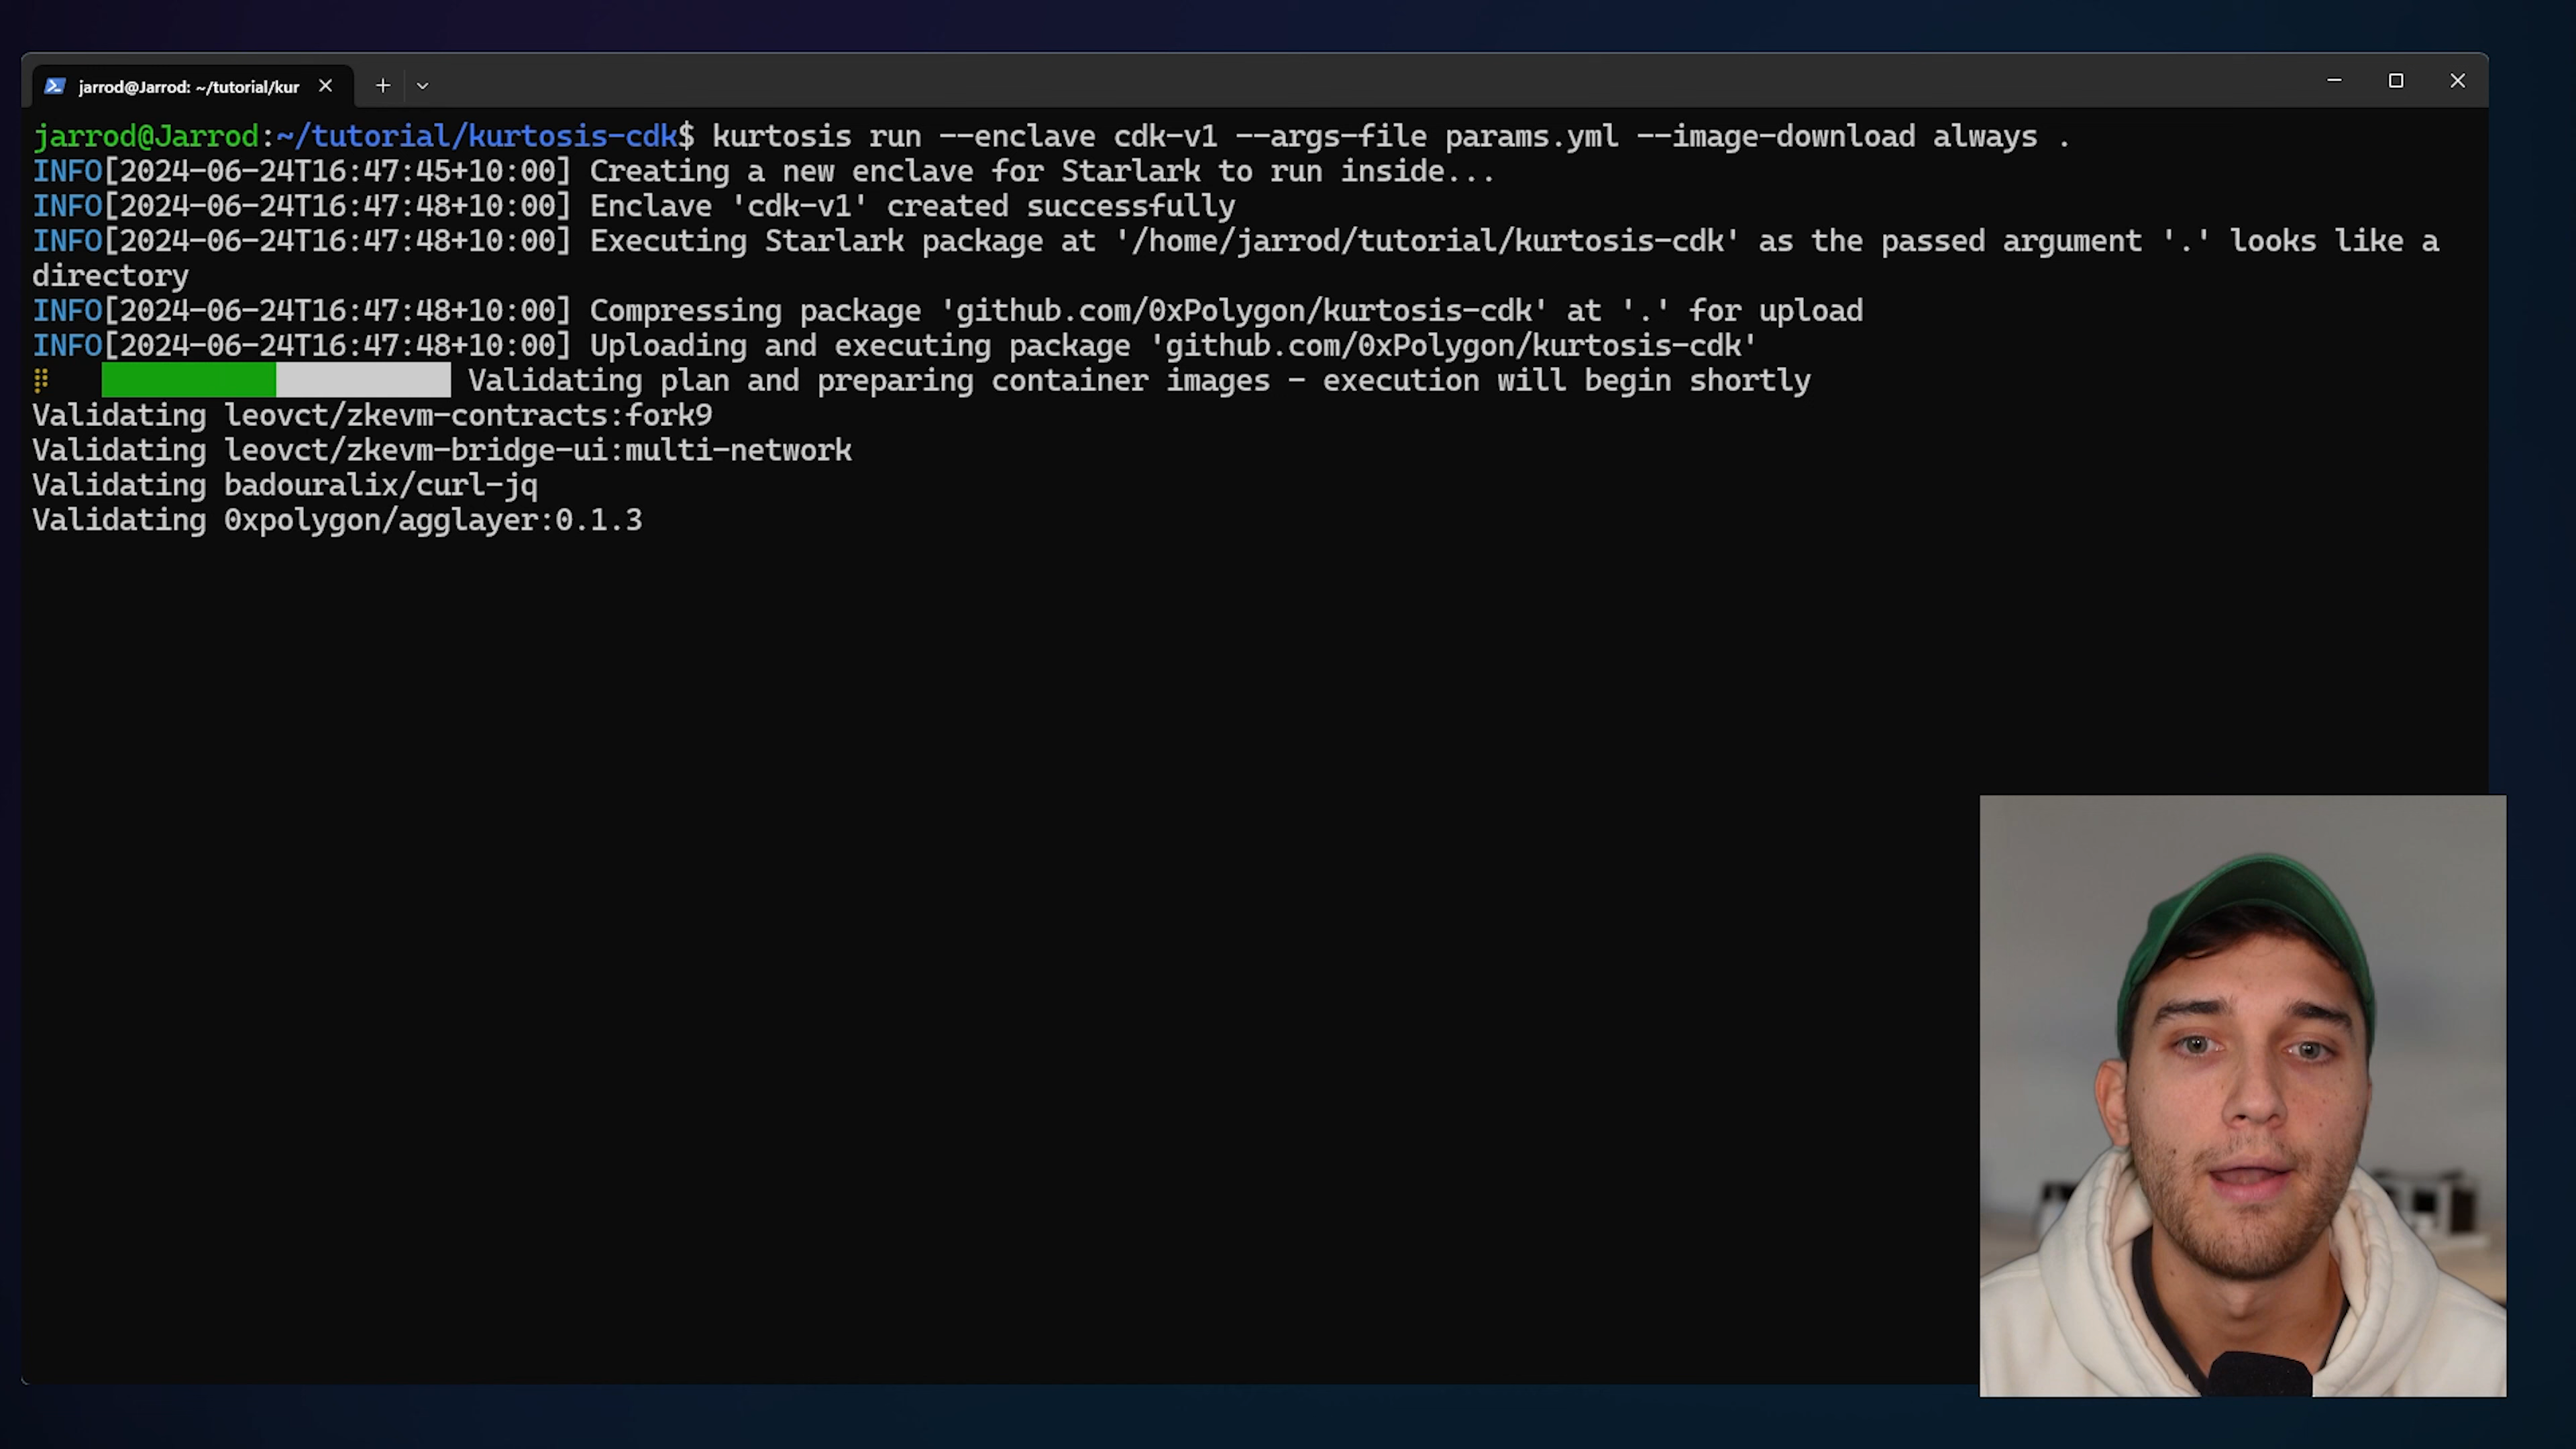 jarrod@Jarrod: ~/tutorial/kur
jarrod@Jarrod:~/tutorial/kurtosis-cdk$ kurtosis run --enclave cdk-v1 --args-file params.yml --image-download always .
INFO[2024-06-24T16:47:45+10:00] Creating a new enclave for Starlark to run inside...
INFO[2024-06-24T16:47:48+10:00] Enclave 'cdk-v1' created successfully
INFO[2024-06-24T16:47:48+10:00] Executing Starlark package at '/home/jarrod/tutorial/kurtosis-cdk' as the passed argument '.' looks like a
directory
INFO[2024-06-24T16:47:48+10:00] Compressing package 'github.com/0xPolygon/kurtosis-cdk' at '.' for upload
INFO[2024-06-24T16:47:48+10:00] Uploading and executing package 'github.com/0xPolygon/kurtosis-cdk'
Validating plan and preparing container images - execution will begin shortly
Validating leovct/zkevm-contracts:fork9
Validating leovct/zkevm-bridge-ui:multi-network
Validating badouralix/curl-jq
Validating 0xpolygon/agglayer:0.1.3